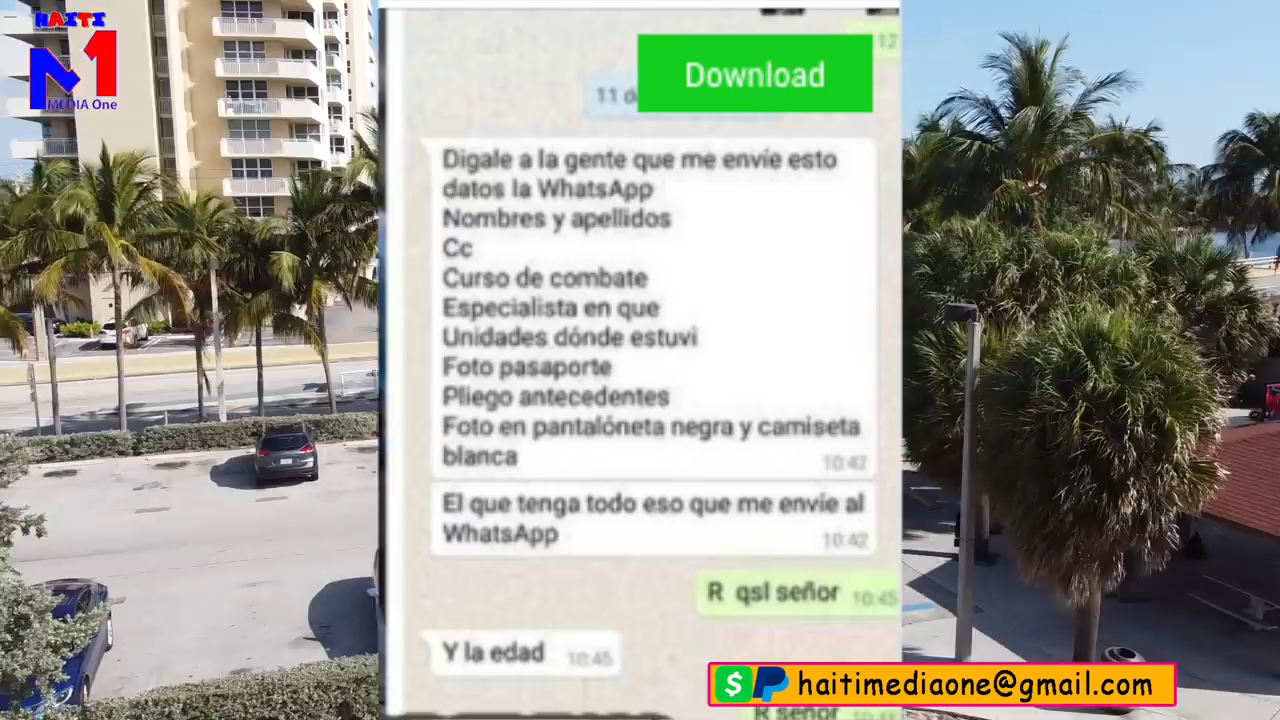 HAITI
M1
MEDIA One
12
Download
11 d
Digale a la gente que me envíe esto
datos la WhatsApp
Nombres y apellidos
Cc
Curso de combate
Especialista en que
Unidades dónde estuvi
Foto pasaporte
Pliego antecedentes
Foto en pantalóneta negra y camiseta
blanca
10:42
El que tenga todo eso que me envíe al
WhatsApp
10:42
R qsl señor 10:45
Y la edad 10:45
$ P haitimediaone@gmail.com
R señor